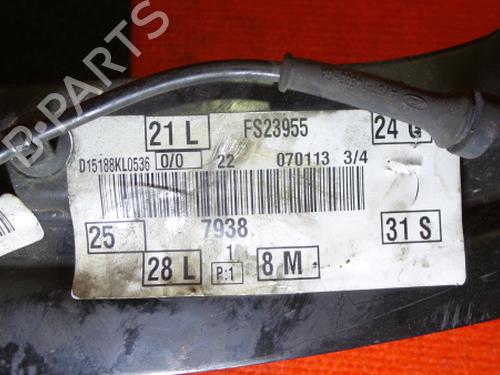 B-PARTS
21 L
FS23955
24 G
D15188KL0536 0/0 22 070113 3/4
25
7938
31 S
1
28 L
P:1
8 M